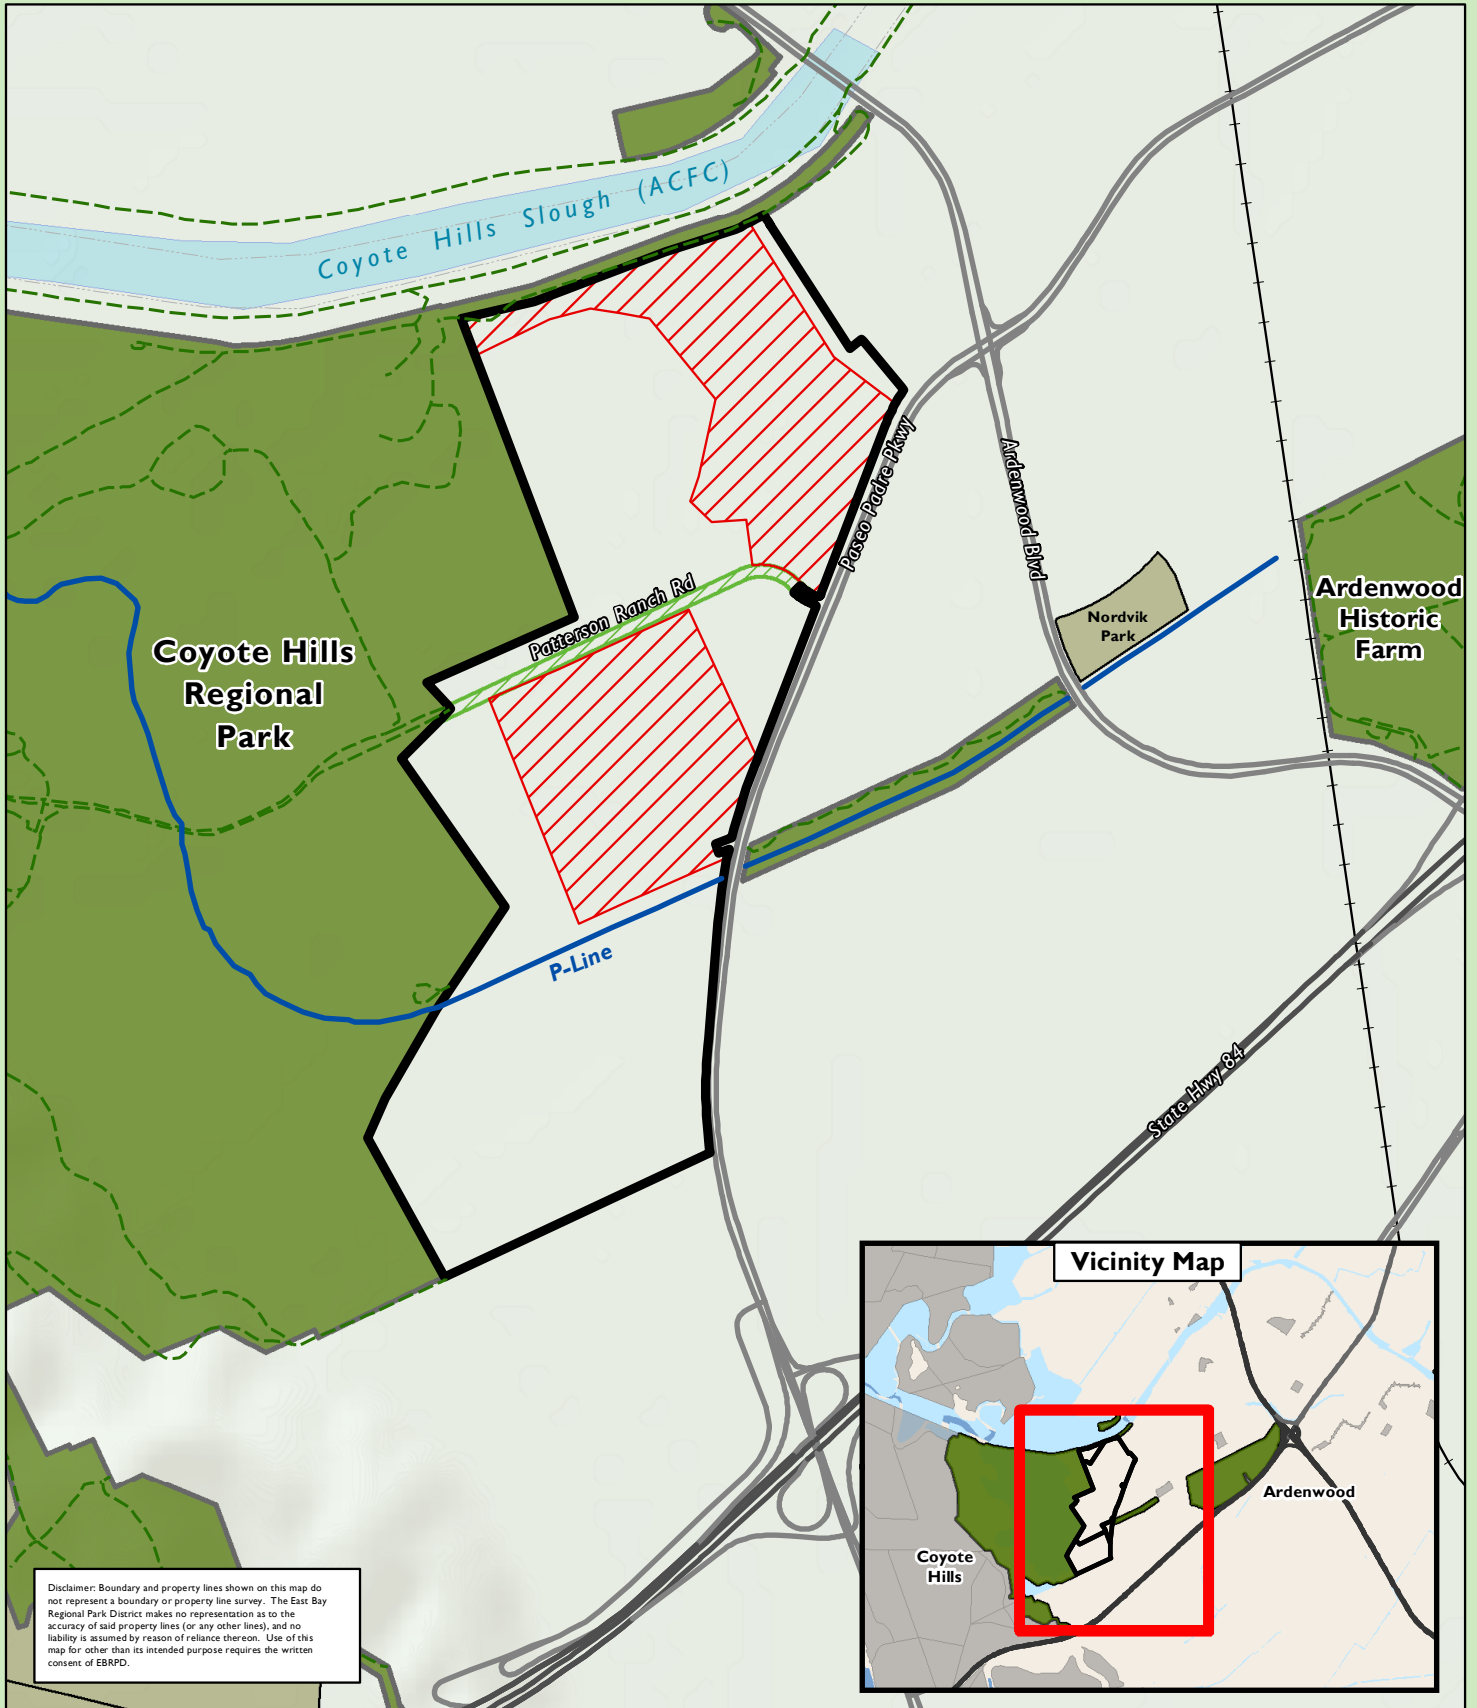 Coyote Hills Slough (ACFC)
Paseo Padre Pkwy
Ardenwood Blvd
Patterson Ranch Rd
Nordvik
Park
Ardenwood
Historic
Farm
Coyote Hills
Regional
Park
P-Line
State Hwy 84
Vicinity Map
Ardenwood
Coyote
Hills
Disclaimer: Boundary and property lines shown on this map do
not represent a boundary or property line survey. The East Bay
Regional Park District makes no representation as to the
accuracy of said property lines (or any other lines), and no
liability is assumed by reason of reliance thereon. Use of this
map for other than its intended purpose requires the written
consent of EBRPD.